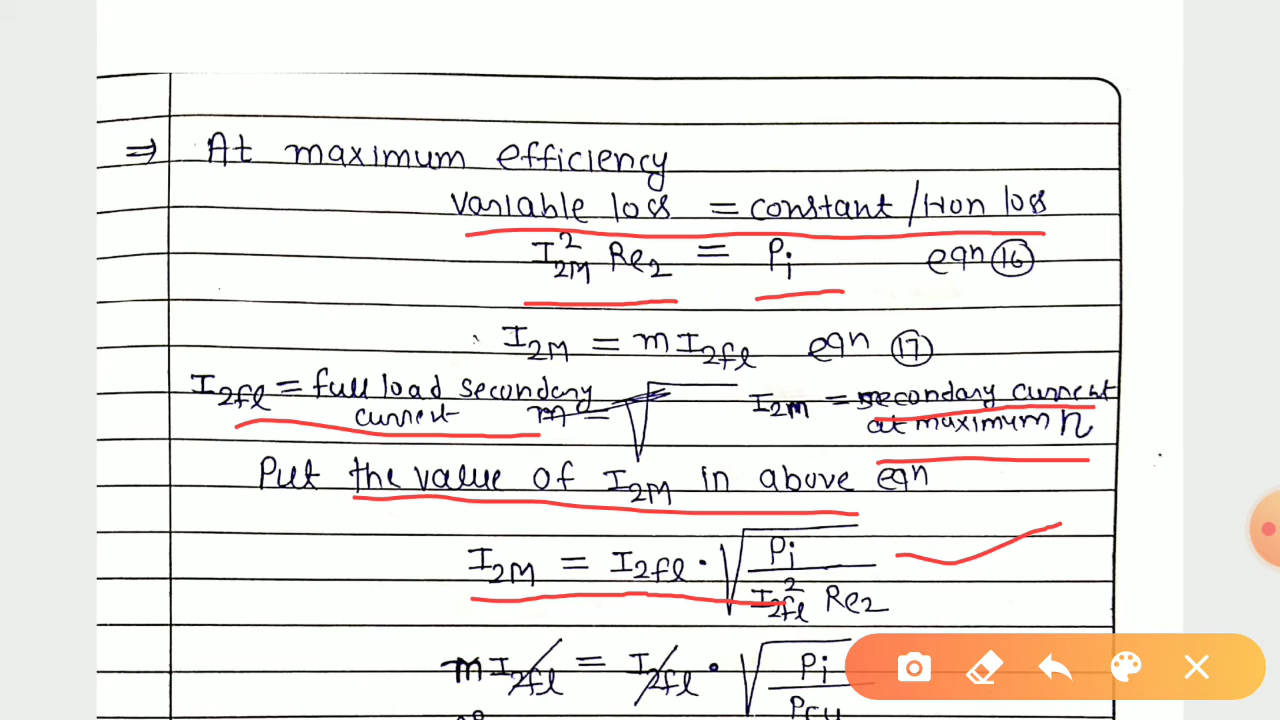 ⇒ At maximum efficiency
variable loss = constant / Iron loss
I₂M² Re₂ = Pi eqn ⑯
I₂M = m I₂fl eqn ⑰
I₂fl = full load secondary current
I₂m = secondary current at maximum η
Put the value of I₂M in above eqn
I₂M = I₂fl · √(Pi / I₂fl² Re₂)
m I₂fl = I₂fl · √(Pi / Pcu